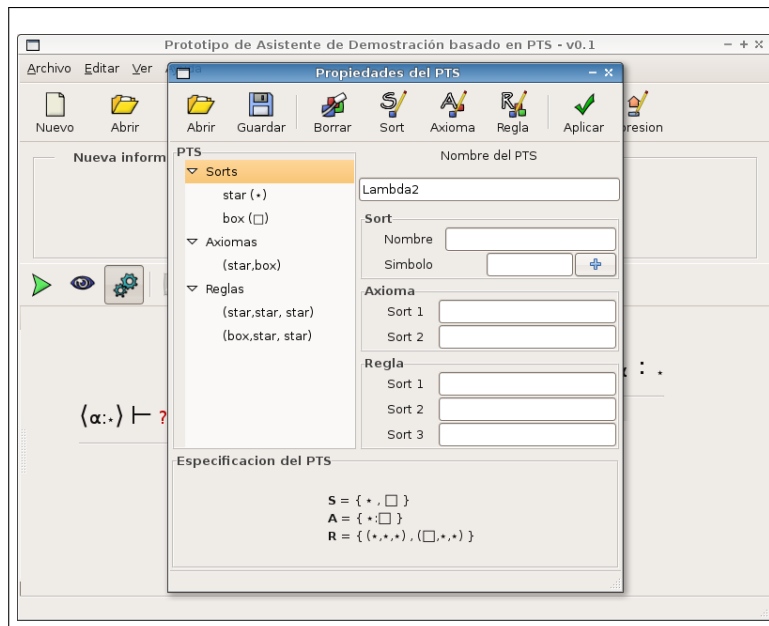 Prototipo de Asistente de Demostración basado en PTS - v0.1
Archivo Editar Ver
Propiedades del PTS
Nuevo Abrir
Abrir Guardar Borrar Sort Axioma Regla Aplicar
Nueva inform
PTS
Sorts
star (⋆)
box (□)
Axiomas
(star,box)
Reglas
(star,star, star)
(box,star, star)
Nombre del PTS
Lambda2
Sort
Nombre
Simbolo
Axioma
Sort 1
Sort 2
Regla
Sort 1
Sort 2
Sort 3
⟨α:⋆⟩ ⊢ ?
: ⋆
Especificacion del PTS
S = { ⋆ , □ }
A = { ⋆:□ }
R = { (⋆,⋆,⋆) , (□,⋆,⋆) }